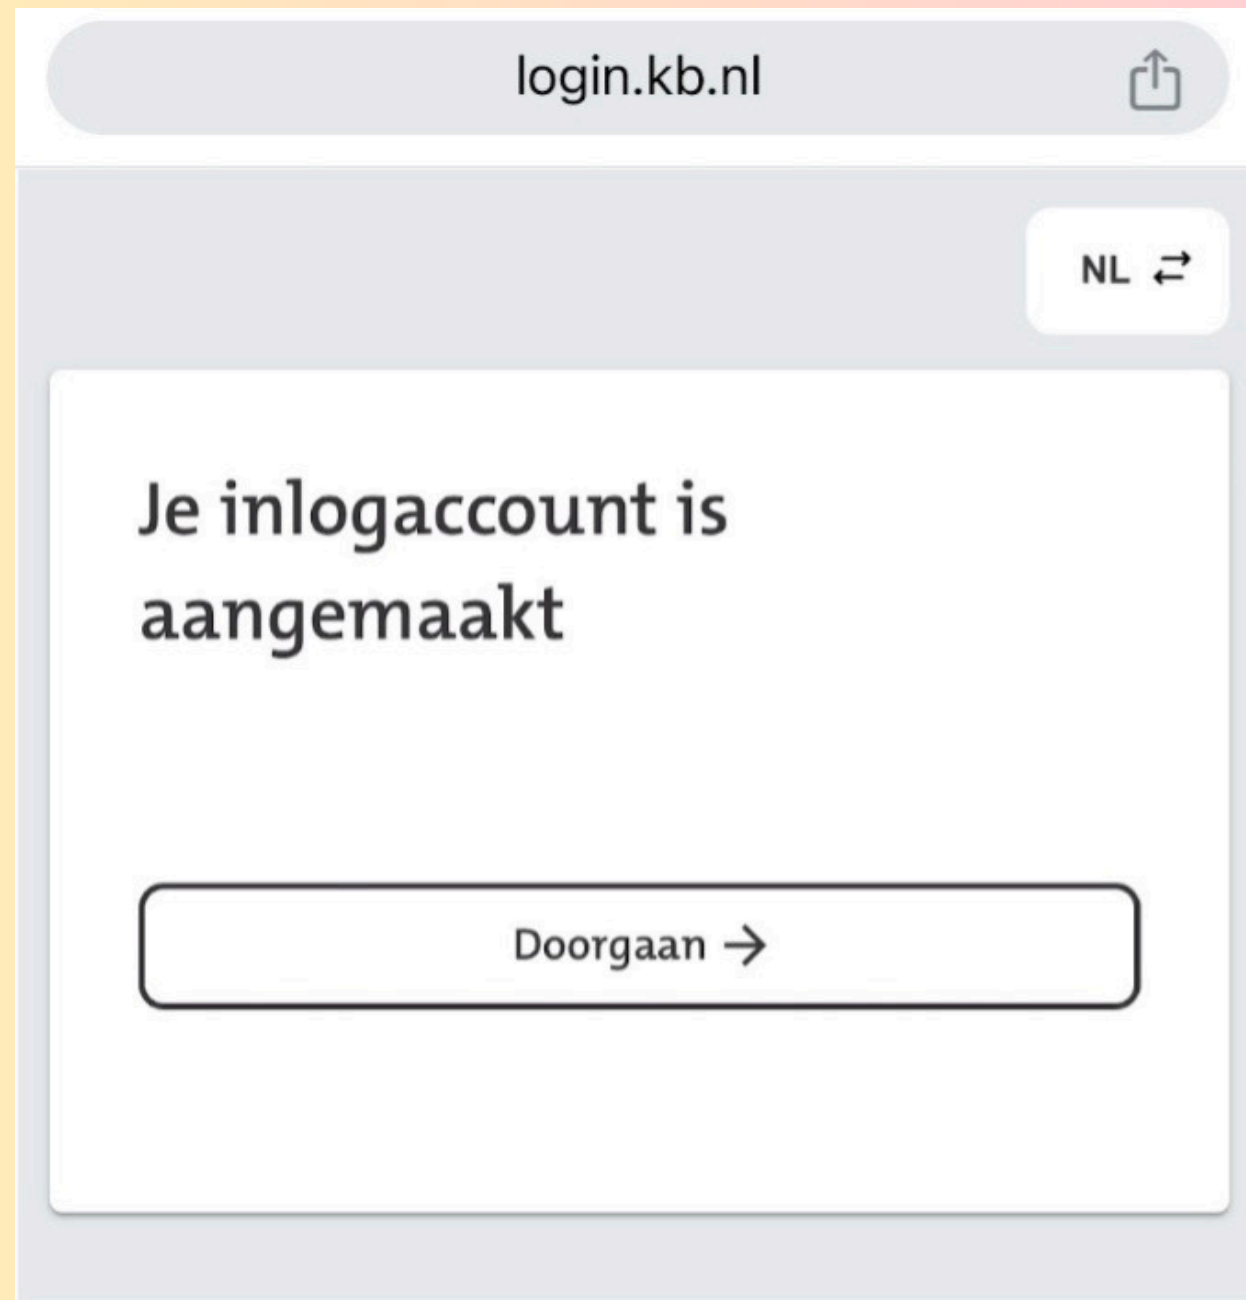 login.kb.nl
NL
Je inlogaccount is
aangemaakt
Doorgaan →